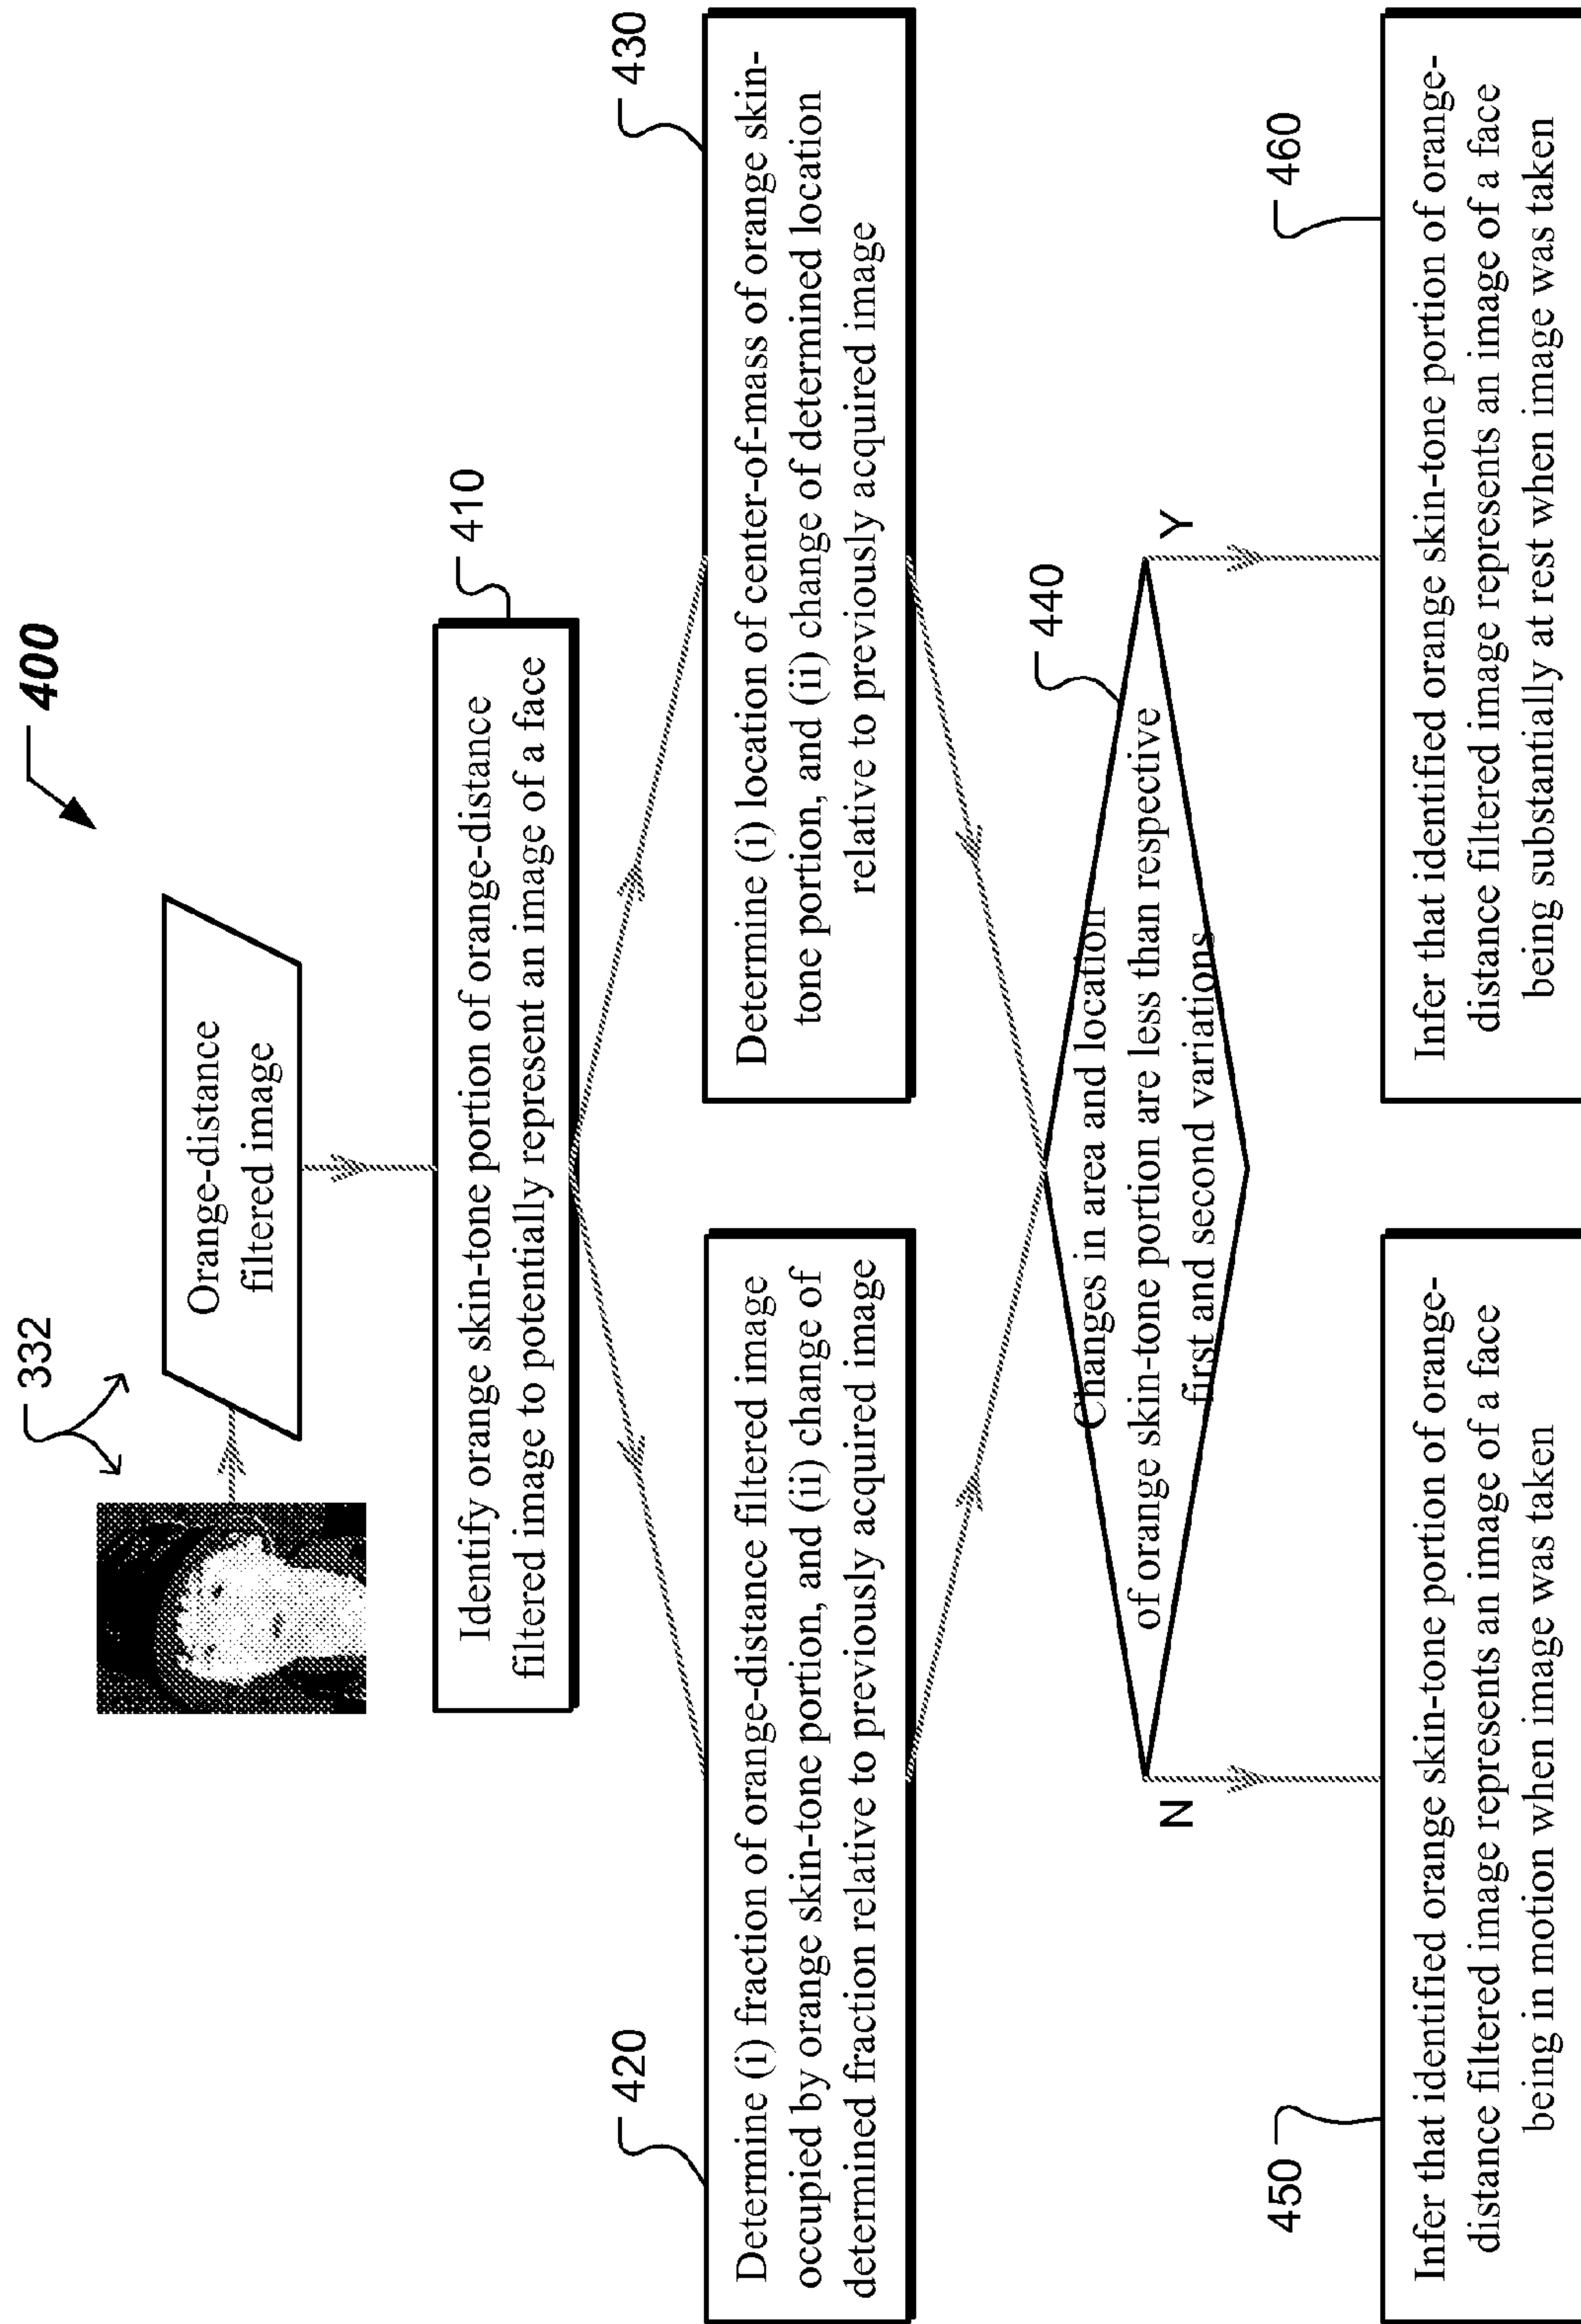 400
332
Orange-distance
filtered image
410
Identify orange skin-tone portion of orange-distance
filtered image to potentially represent an image of a face
420
Determine (i) fraction of orange-distance filtered image
occupied by orange skin-tone portion, and (ii) change of
determined fraction relative to previously acquired image
430
Determine (i) location of center-of-mass of orange skin-
tone portion, and (ii) change of determined location
relative to previously acquired image
440
Changes in area and location
of orange skin-tone portion are less than respective
first and second variations
N
Y
450
Infer that identified orange skin-tone portion of orange-
distance filtered image represents an image of a face
being in motion when image was taken
460
Infer that identified orange skin-tone portion of orange-
distance filtered image represents an image of a face
being substantially at rest when image was taken